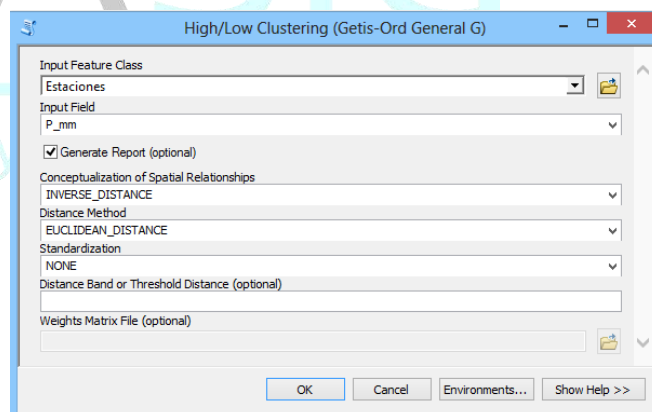 High/Low Clustering (Getis-Ord General G)
Input Feature Class
Estaciones
Input Field
P_mm
Generate Report (optional)
Conceptualization of Spatial Relationships
INVERSE_DISTANCE
Distance Method
EUCLIDEAN_DISTANCE
Standardization
NONE
Distance Band or Threshold Distance (optional)
Weights Matrix File (optional)
OK Cancel Environments... Show Help >>